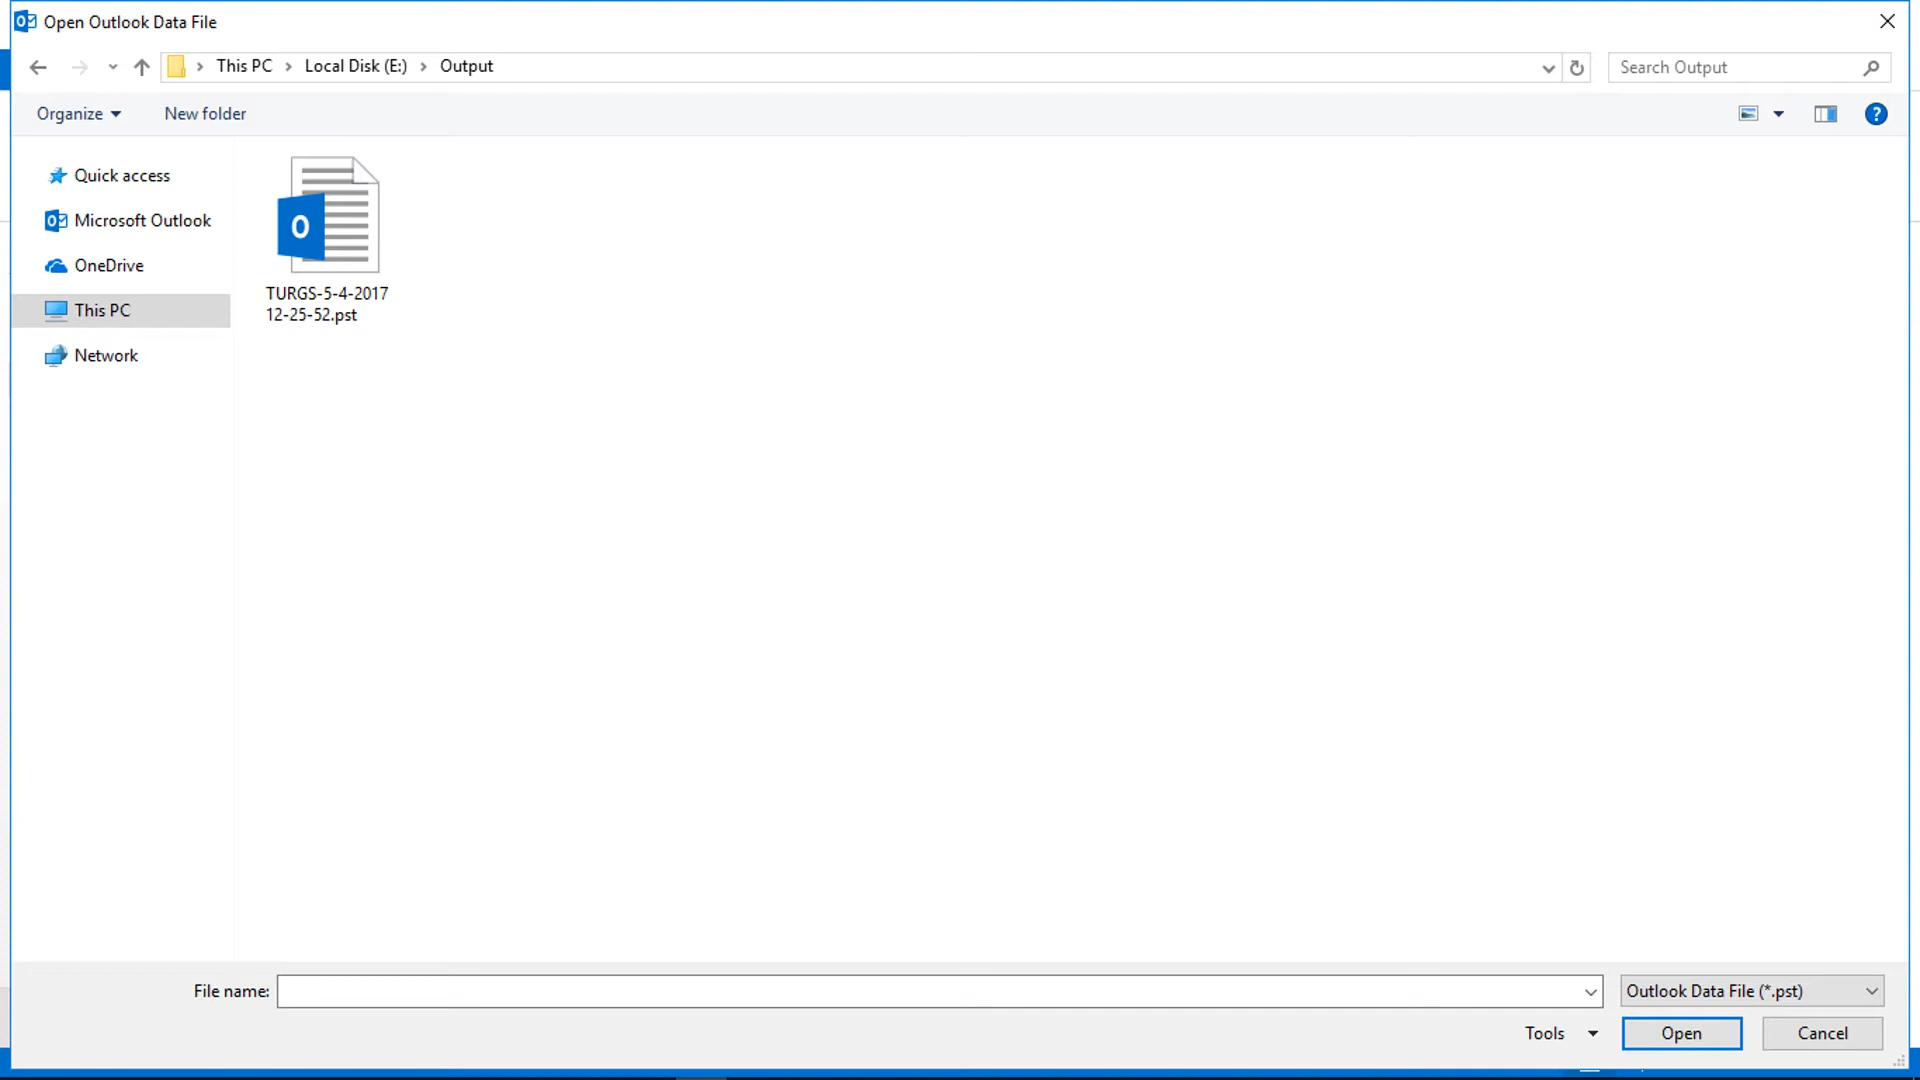 Open Outlook Data File
This PC > Local Disk (E:) > Output
Search Output
Organize
New folder
?
Quick access
Microsoft Outlook
OneDrive
This PC
Network
O
TURGS-5-4-2017
12-25-52.pst
File name:
Outlook Data File (*.pst)
Tools
Open
Cancel